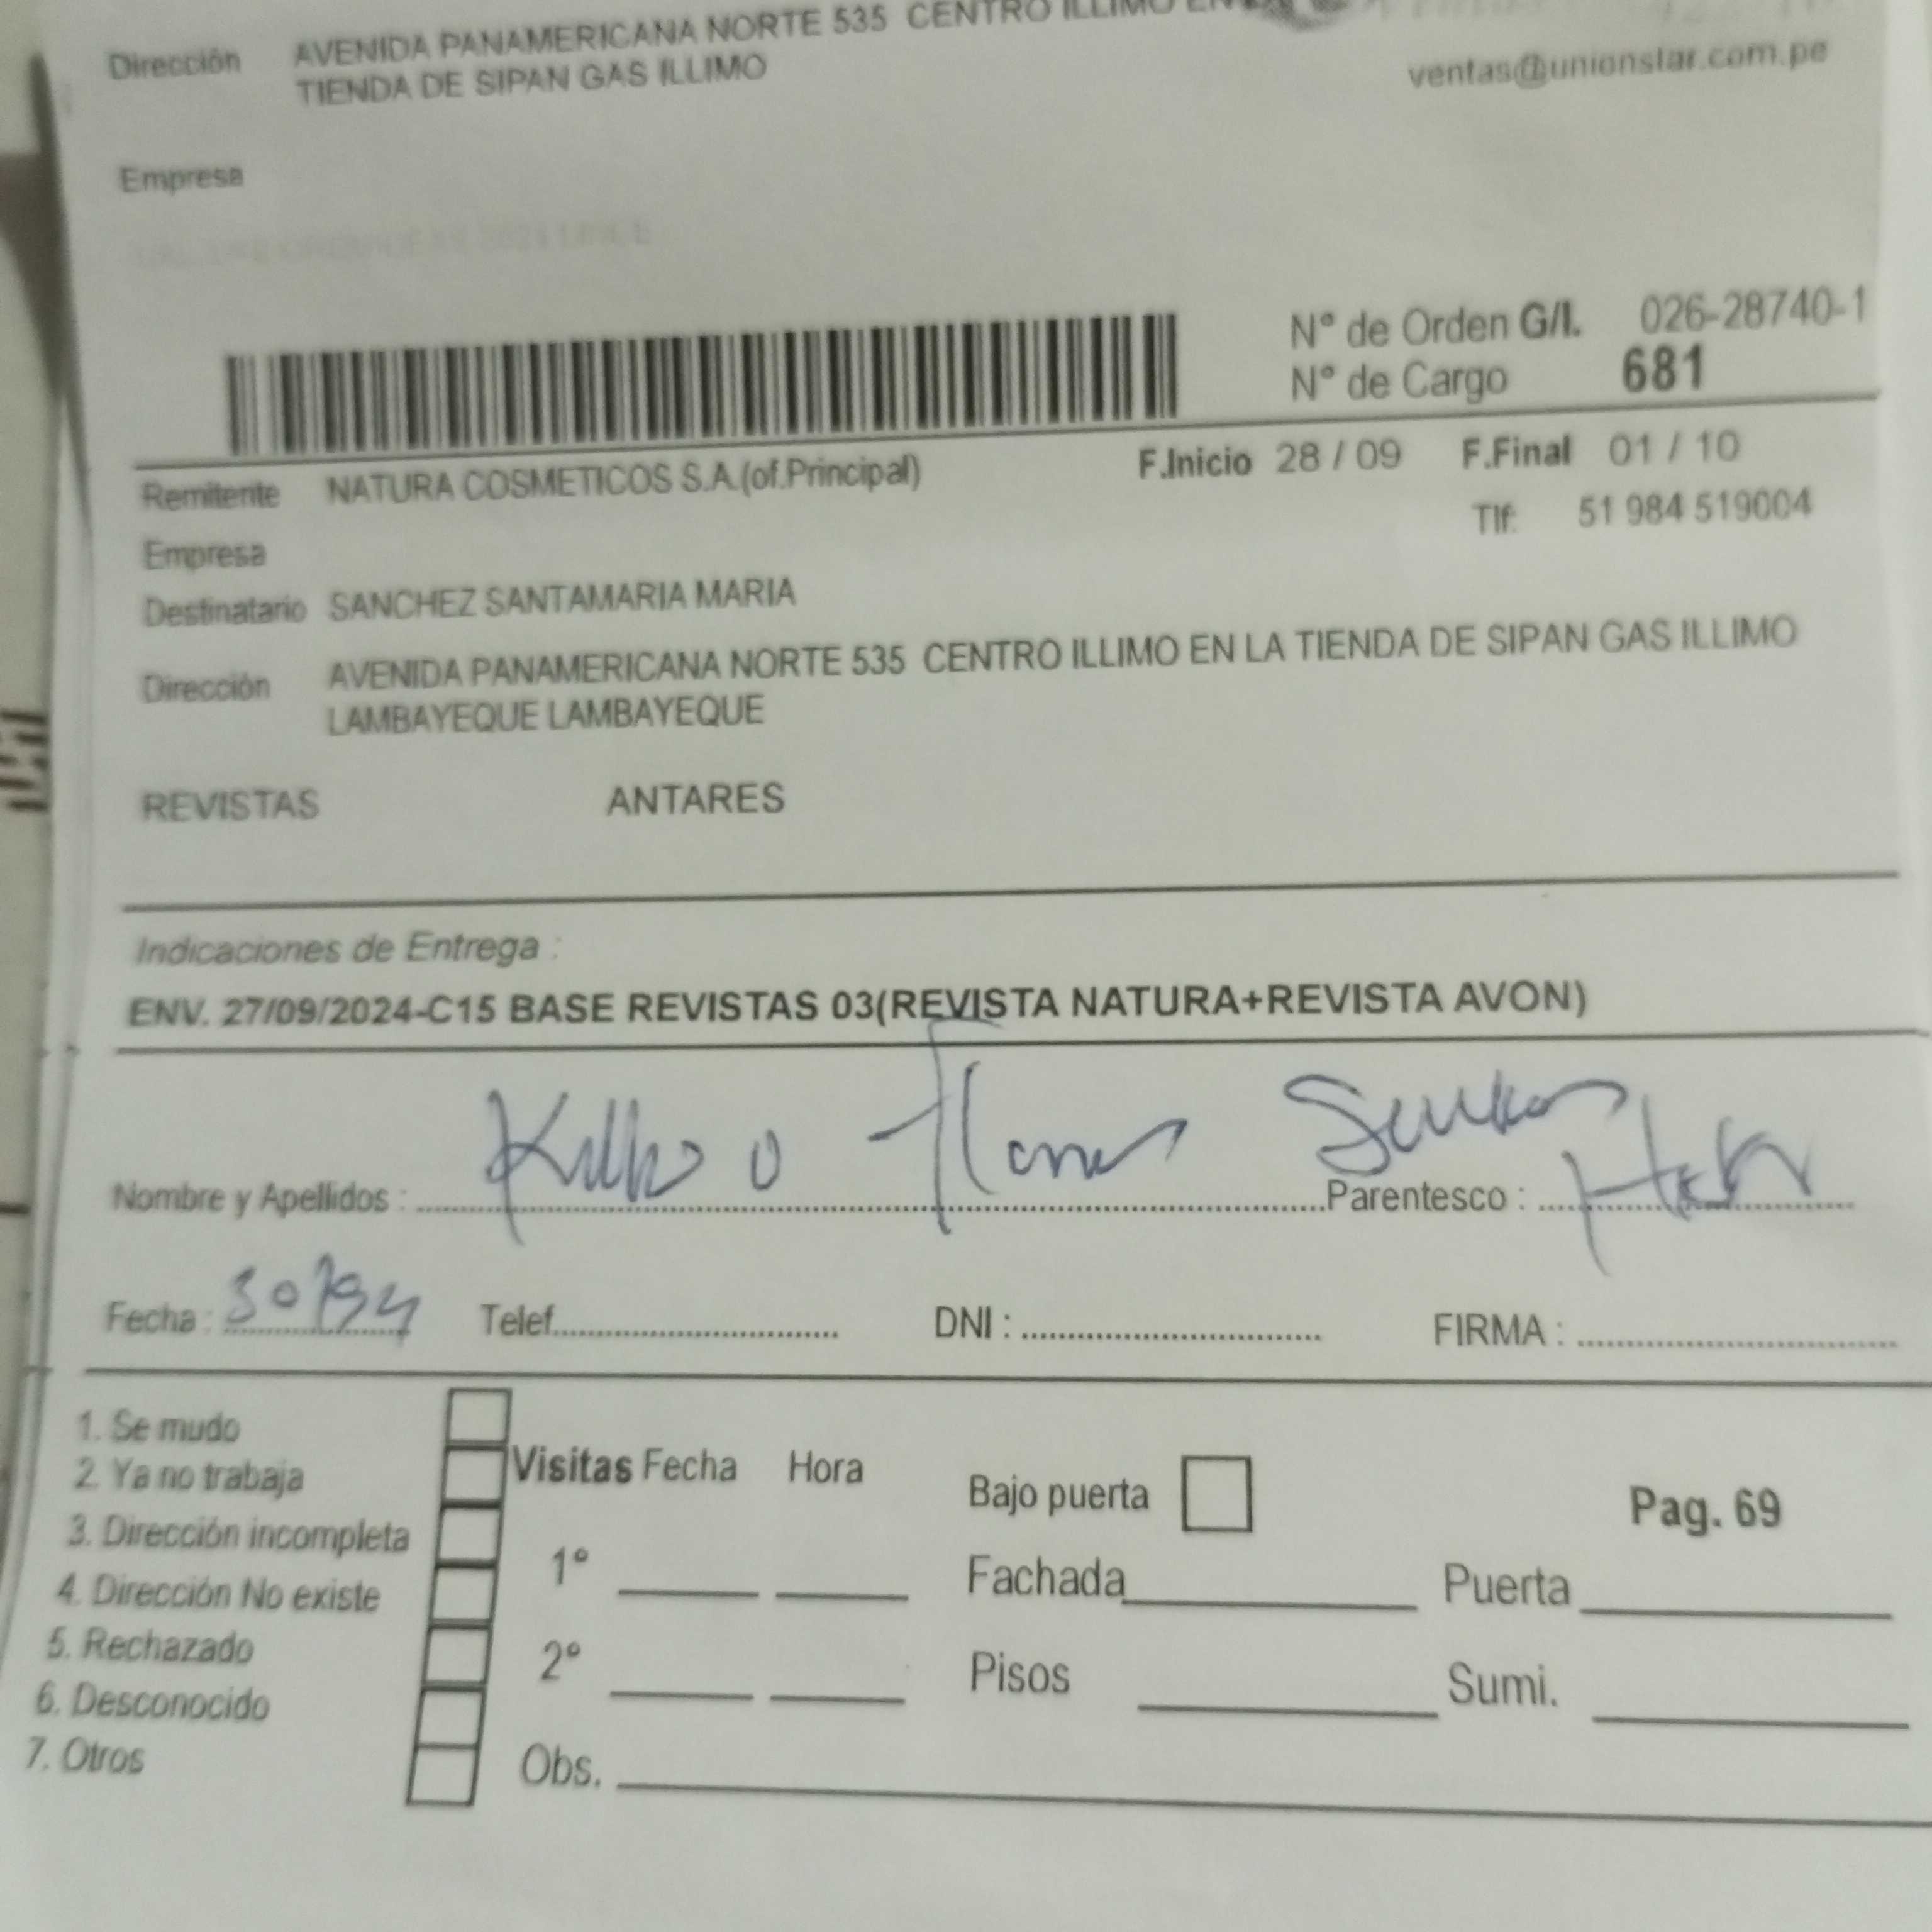 Dirección AVENIDA PANAMERICANA NORTE 535 CENTRO ILLIMO
TIENDA DE SIPAN GAS ILLIMO
ventas@unionstar.com.pe
Empresa
Nº de Orden G/I. 026-28740-1
Nº de Cargo 681
Remitente NATURA COSMETICOS S.A.(of.Principal) F.Inicio 28 / 09 F.Final 01 / 10
Tlf: 51 984 519004
Empresa
Destinatario SANCHEZ SANTAMARIA MARIA
Dirección AVENIDA PANAMERICANA NORTE 535 CENTRO ILLIMO EN LA TIENDA DE SIPAN GAS ILLIMO
LAMBAYEQUE LAMBAYEQUE
REVISTAS ANTARES
Indicaciones de Entrega :
ENV. 27/09/2024-C15 BASE REVISTAS 03(REVISTA NATURA+REVISTA AVON)
Nombre y Apellidos : Parentesco :
Fecha : Telef. DNI : FIRMA :
1. Se mudo
2. Ya no trabaja
3. Dirección incompleta
4. Dirección No existe
5. Rechazado
6. Desconocido
7. Otros
Visitas Fecha Hora
1º
2º
Obs.
Bajo puerta
Pag. 69
Fachada Puerta
Pisos Sumi.